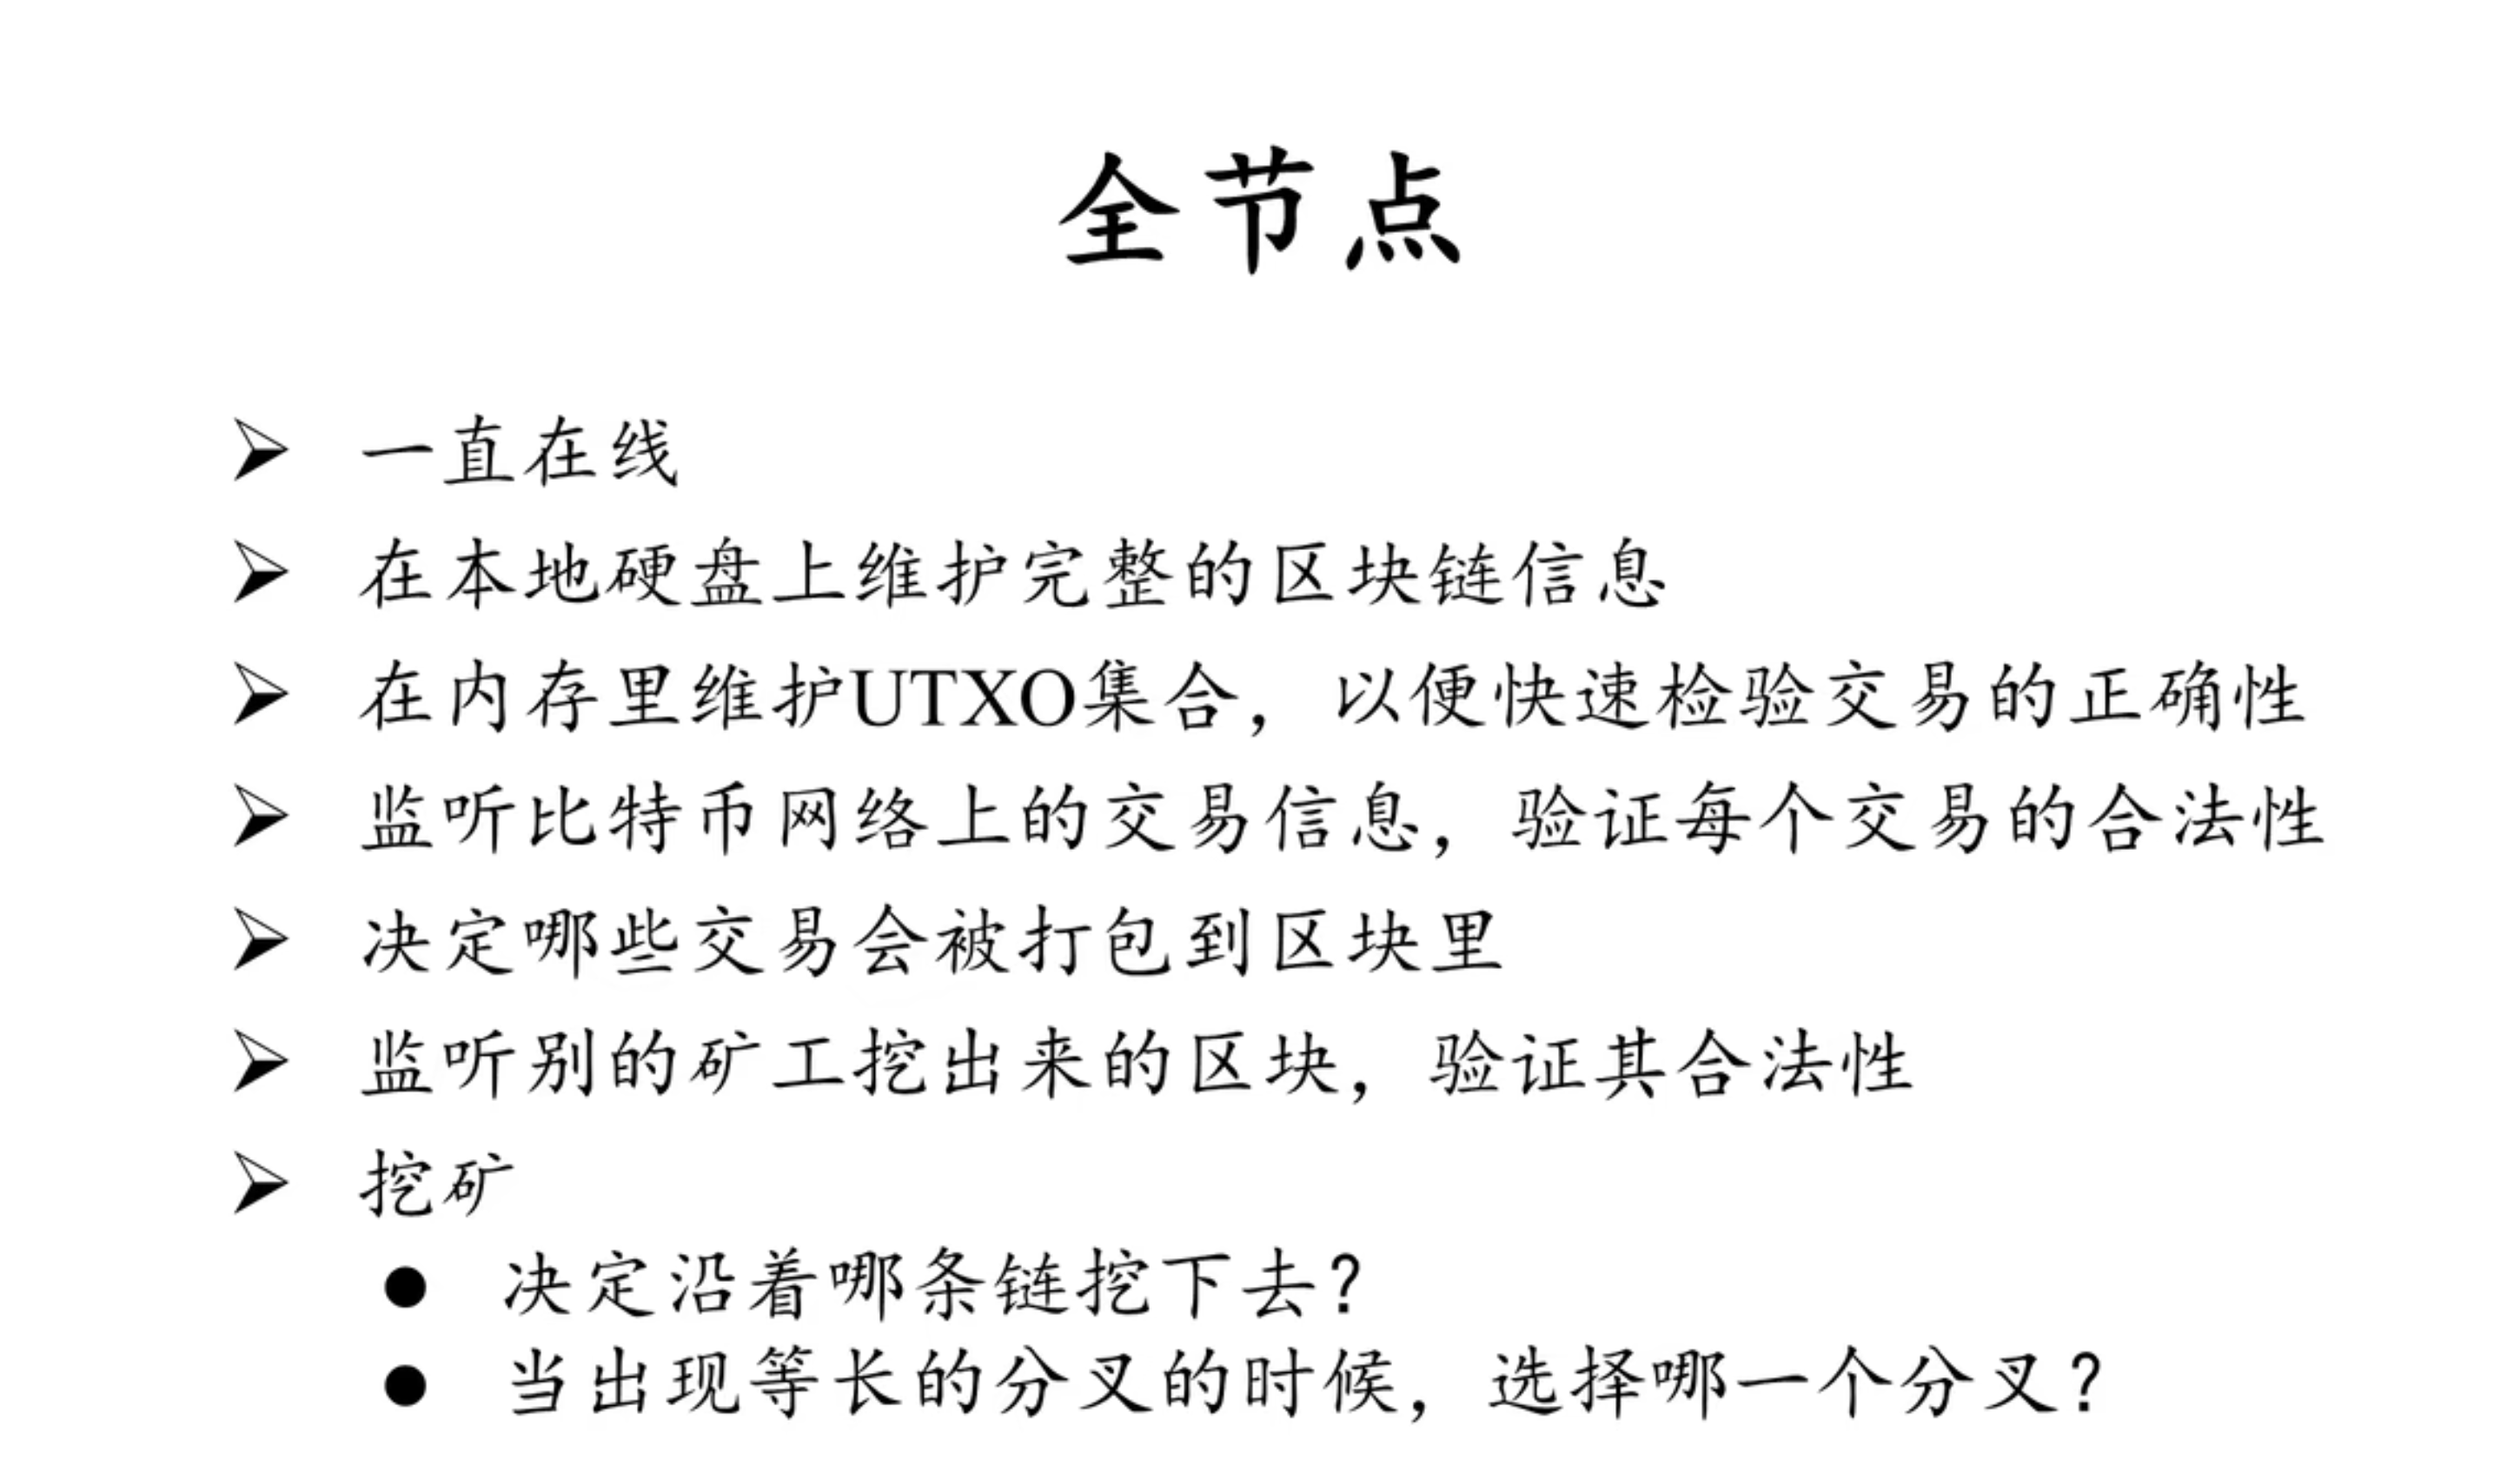 全节点
一直在线
在本地硬盘上维护完整的区块链信息
在内存里维护UTXO集合，以便快速检验交易的正确性
监听比特币网络上的交易信息，验证每个交易的合法性
决定哪些交易会被打包到区块里
监听别的矿工挖出来的区块，验证其合法性
挖矿
决定沿着哪条链挖下去？
当出现等长的分叉的时候，选择哪一个分叉？